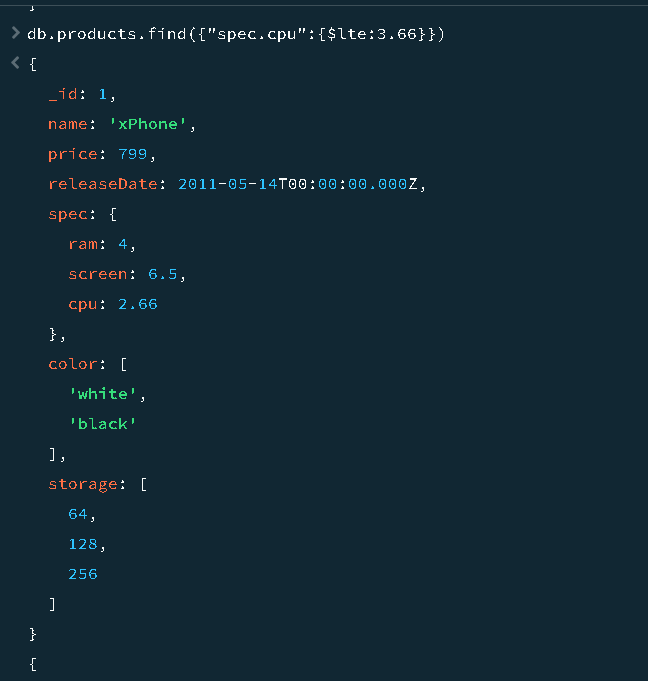 }
> db.products.find({"spec.cpu":{$lte:3.66}})
< {
_id: 1,
name: 'xPhone',
price: 799,
releaseDate: 2011-05-14T00:00:00.000Z,
spec: {
ram: 4,
screen: 6.5,
cpu: 2.66
},
color: [
'white',
'black'
],
storage: [
64,
128,
256
]
}
{